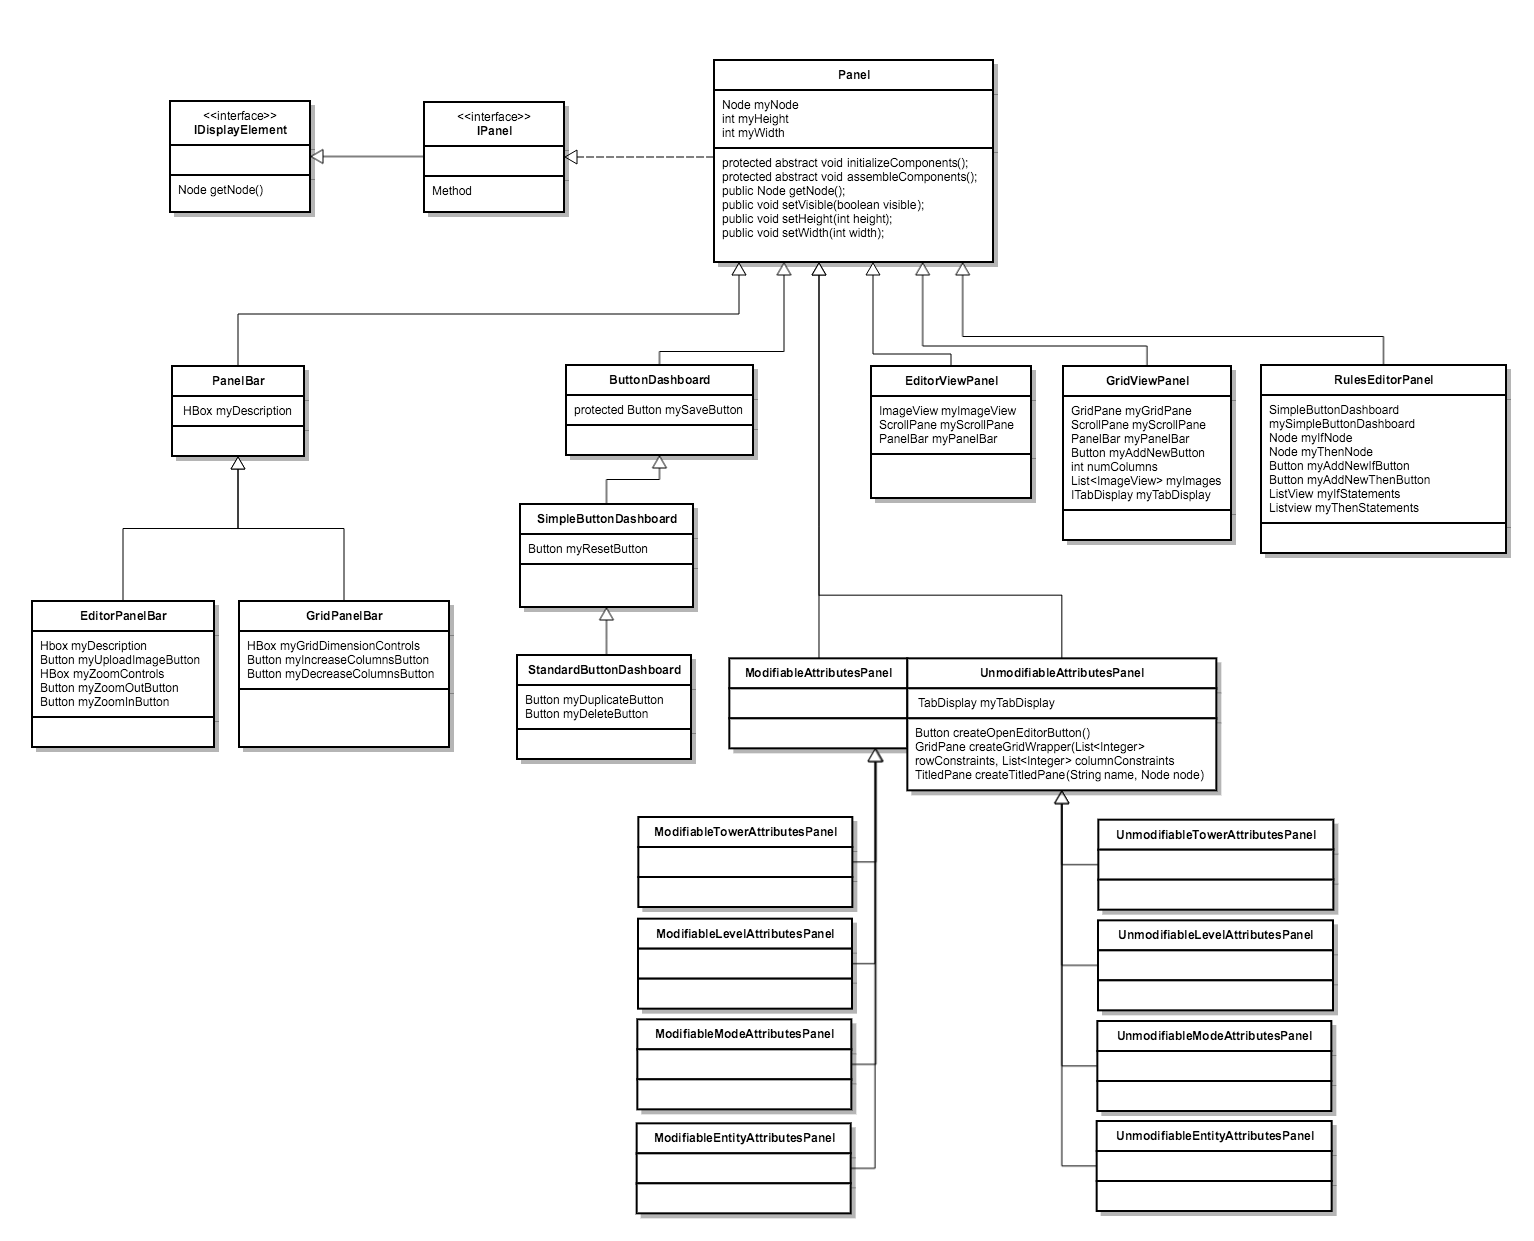 Panel
Node myNode
int myHeight
int myWidth
protected abstract void initializeComponents();
protected abstract void assembleComponents();
public Node getNode();
public void setVisible(boolean visible);
public void setHeight(int height);
public void setWidth(int width);
<<interface>>
IDisplayElement
Node getNode()
<<interface>>
IPanel
Method
PanelBar
HBox myDescription
ButtonDashboard
protected Button mySaveButton
EditorViewPanel
ImageView myImageView
ScrollPane myScrollPane
PanelBar myPanelBar
GridViewPanel
GridPane myGridPane
ScrollPane myScrollPane
PanelBar myPanelBar
Button myAddNewButton
int numColumns
List<ImageView> myImages
ITabDisplay myTabDisplay
RulesEditorPanel
SimpleButtonDashboard
mySimpleButtonDashboard
Node myIfNode
Node myThenNode
Button myAddNewIfButton
Button myAddNewThenButton
ListView myIfStatements
Listview myThenStatements
SimpleButtonDashboard
Button myResetButton
EditorPanelBar
Hbox myDescription
Button myUploadImageButton
HBox myZoomControls
Button myZoomOutButton
Button myZoomInButton
GridPanelBar
HBox myGridDimensionControls
Button myIncreaseColumnsButton
Button myDecreaseColumnsButton
StandardButtonDashboard
Button myDuplicateButton
Button myDeleteButton
ModifiableAttributesPanel
UnmodifiableAttributesPanel
TabDisplay myTabDisplay
Button createOpenEditorButton()
GridPane createGridWrapper(List<Integer>
rowConstraints, List<Integer> columnConstraints
TitledPane createTitledPane(String name, Node node)
ModifiableTowerAttributesPanel
ModifiableLevelAttributesPanel
ModifiableModeAttributesPanel
ModifiableEntityAttributesPanel
UnmodifiableTowerAttributesPanel
UnmodifiableLevelAttributesPanel
UnmodifiableModeAttributesPanel
UnmodifiableEntityAttributesPanel